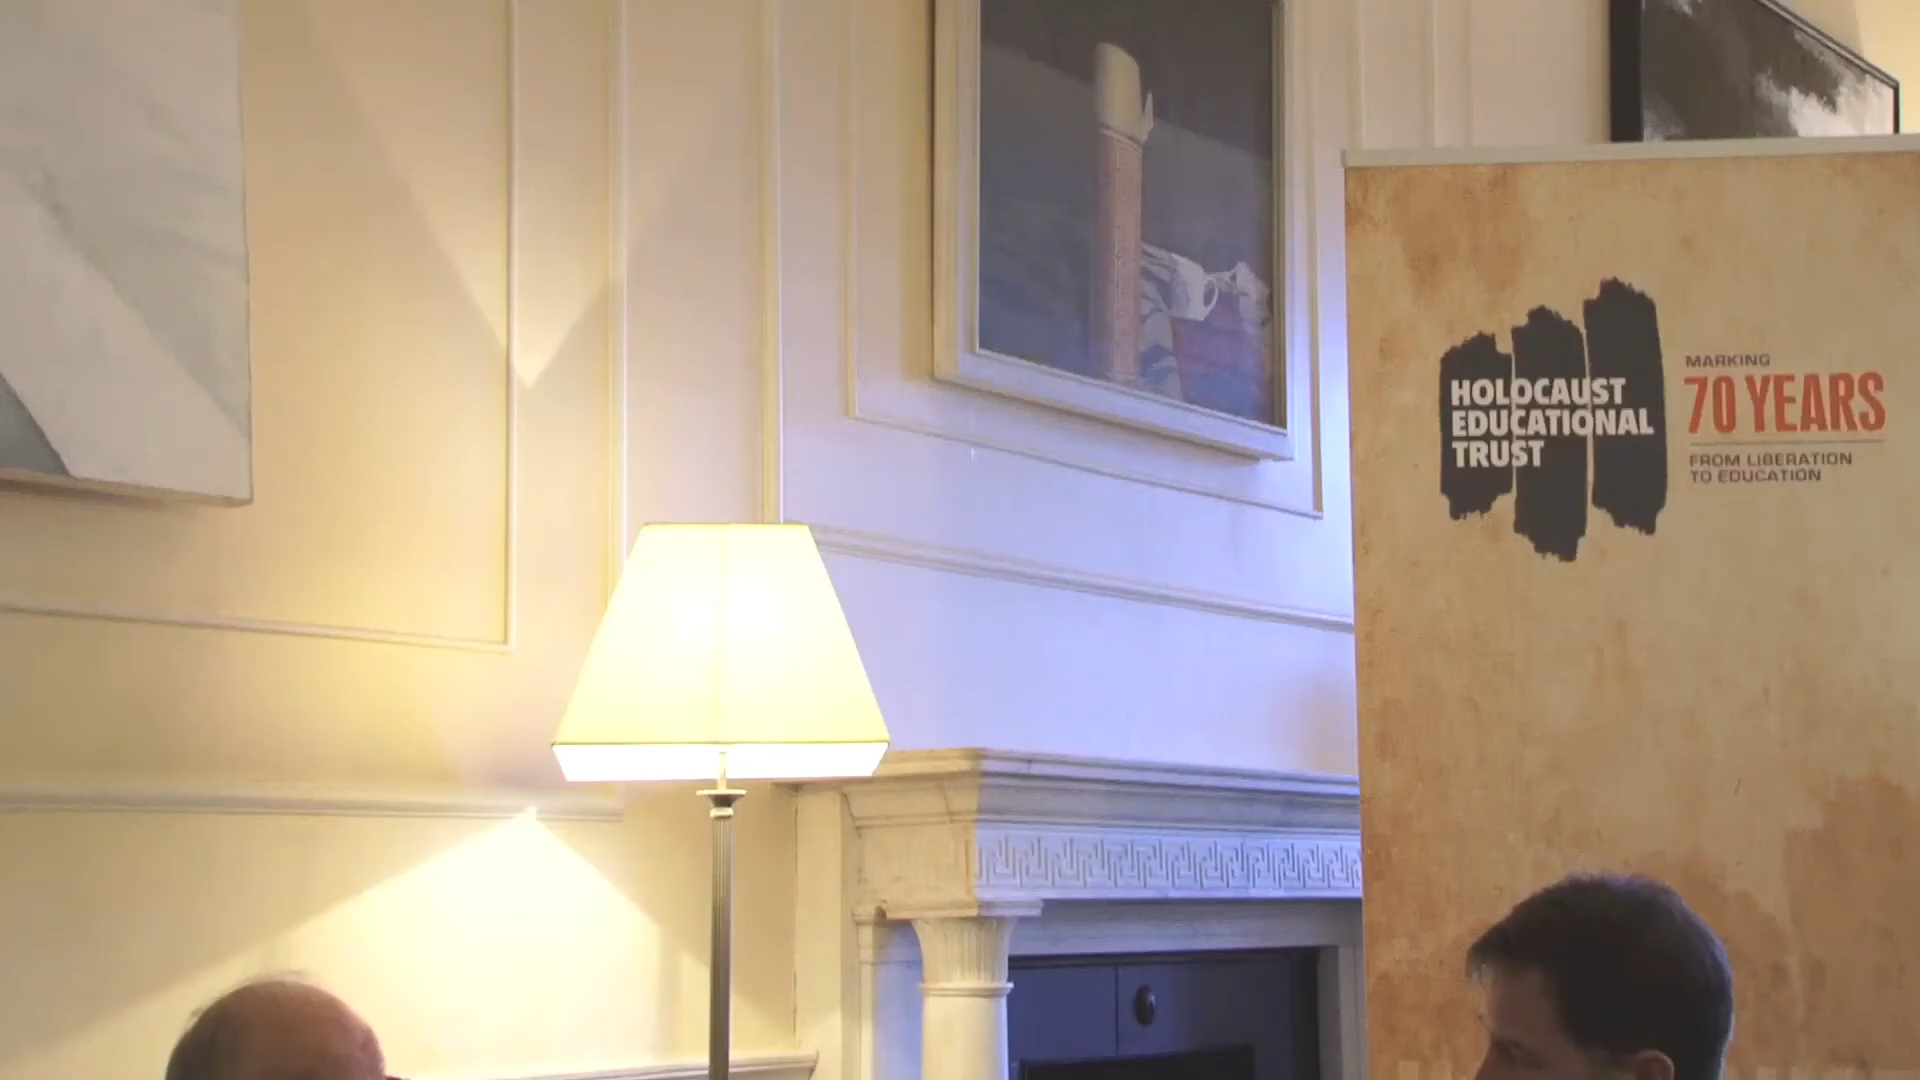 HOLOCAUST
EDUCATIONAL
TRUST
MARKING
70 YEARS
FROM LIBERATION
TO EDUCATION